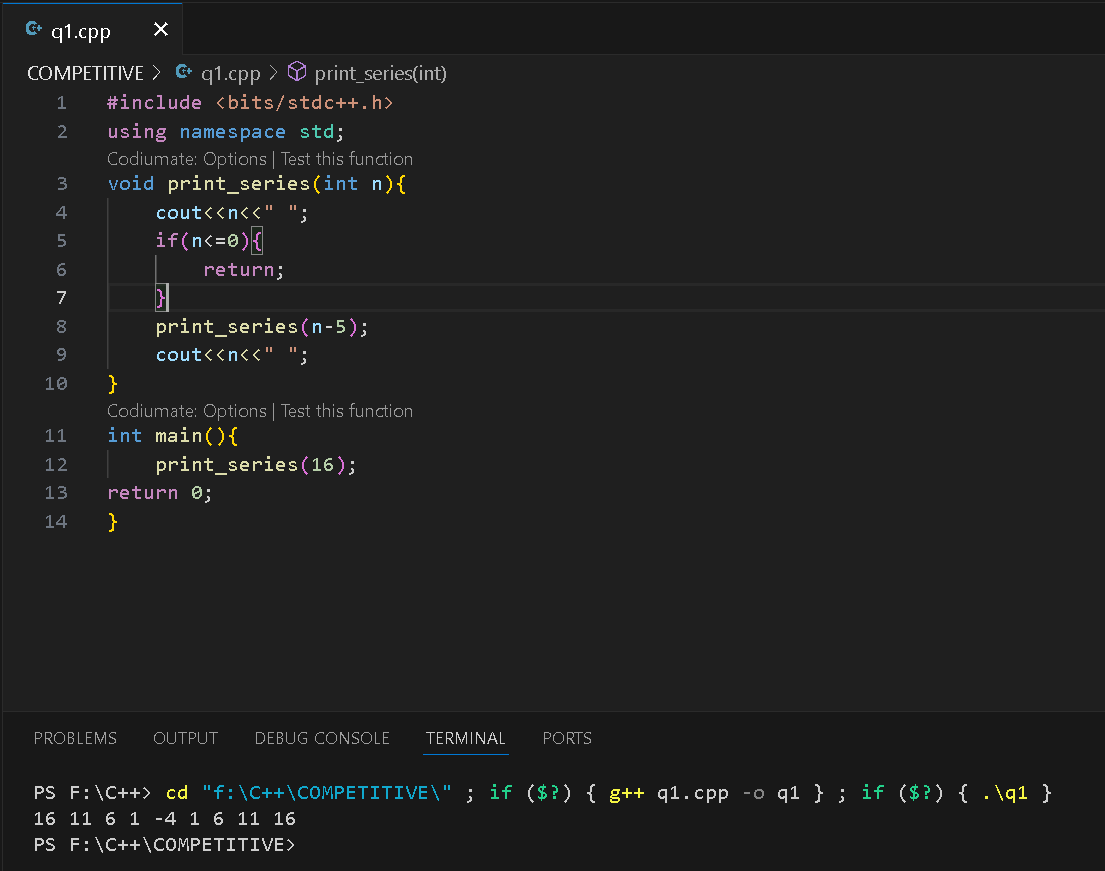 q1.cpp
COMPETITIVE > q1.cpp > print_series(int)
1 #include <bits/stdc++.h>
2 using namespace std;
Codiumate: Options | Test this function
3 void print_series(int n){
4     cout<<n<<" ";
5     if(n<=0){
6         return;
7     }
8     print_series(n-5);
9     cout<<n<<" ";
10 }
Codiumate: Options | Test this function
11 int main(){
12     print_series(16);
13 return 0;
14 }
PROBLEMS OUTPUT DEBUG CONSOLE TERMINAL PORTS
PS F:\C++> cd "f:\C++\COMPETITIVE\" ; if ($?) { g++ q1.cpp -o q1 } ; if ($?) { .\q1 }
16 11 6 1 -4 1 6 11 16
PS F:\C++\COMPETITIVE>